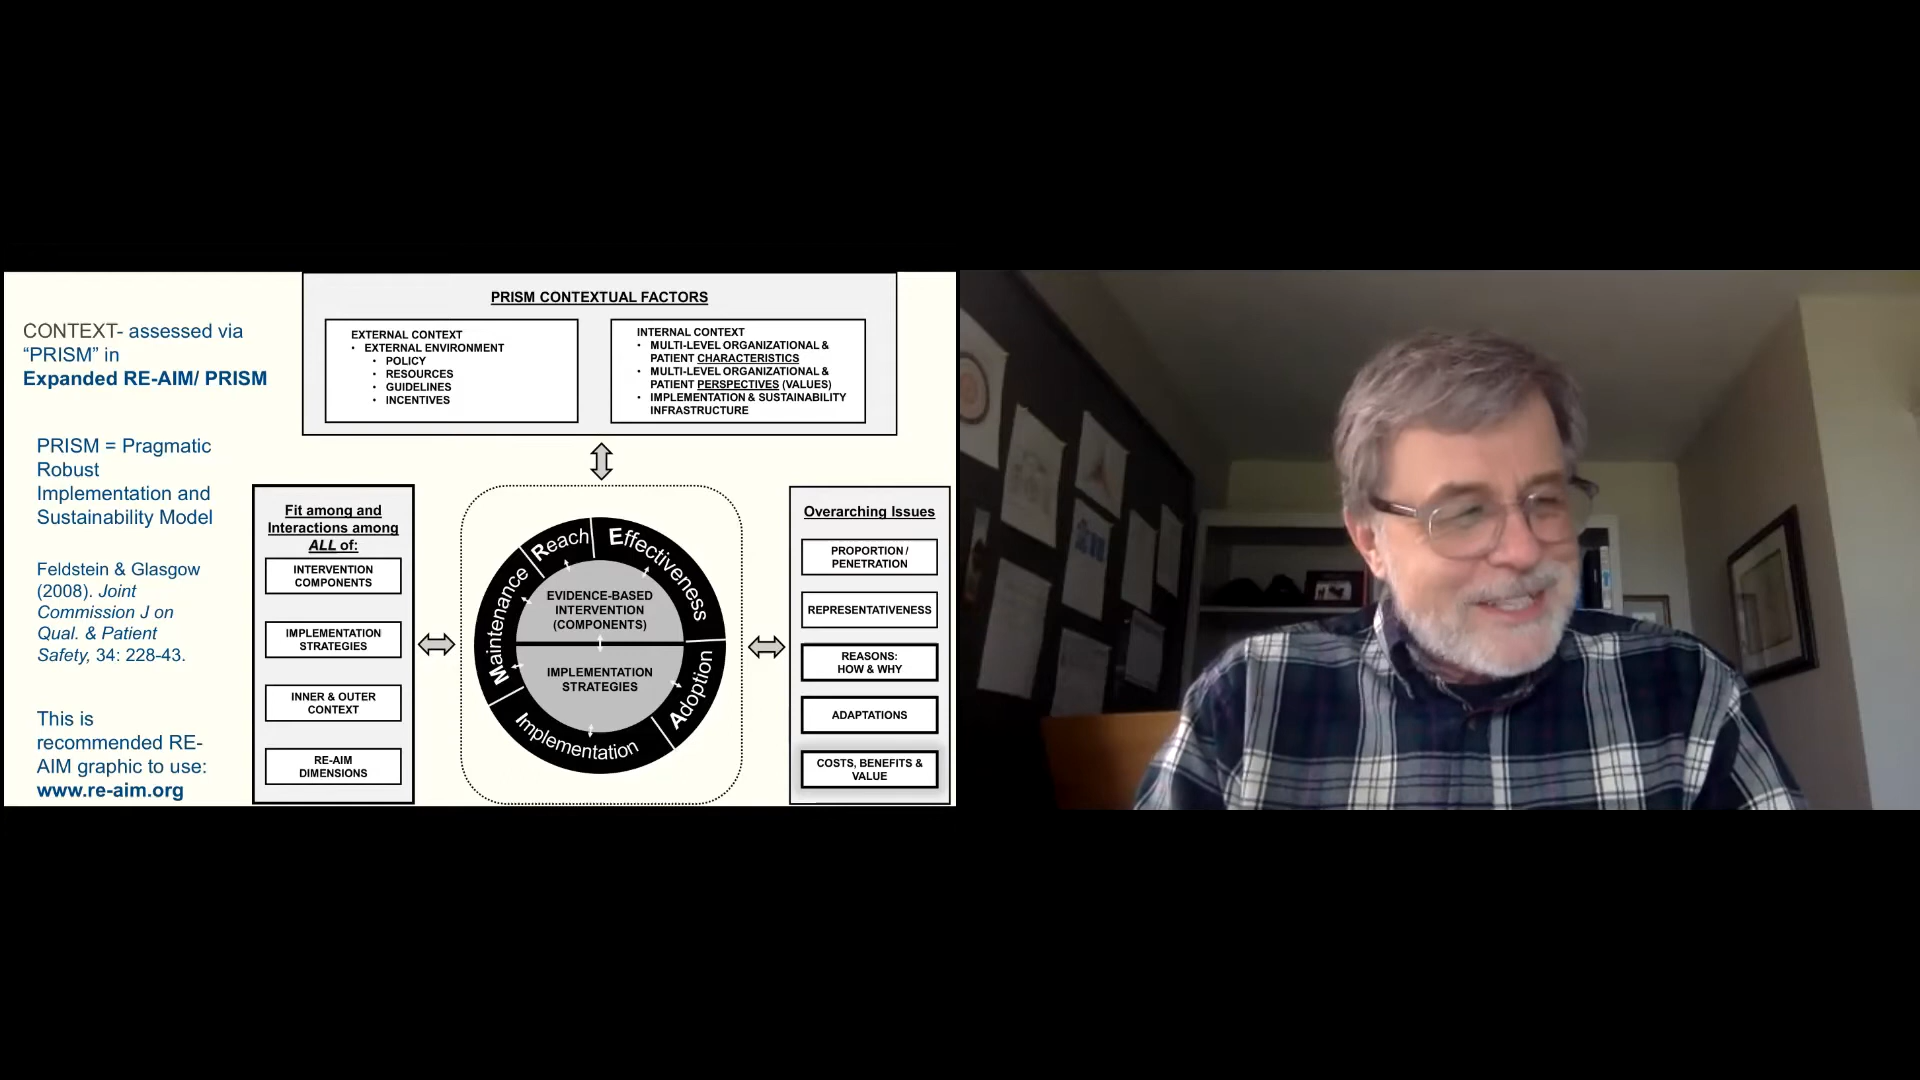 CONTEXT- assessed via
“PRISM” in
Expanded RE-AIM/ PRISM
PRISM = Pragmatic
Robust
Implementation and
Sustainability Model
Feldstein & Glasgow
(2008). Joint
Commission J on
Qual. & Patient
Safety, 34: 228-43.
This is
recommended RE-
AIM graphic to use:
www.re-aim.org
PRISM CONTEXTUAL FACTORS
EXTERNAL CONTEXT
• EXTERNAL ENVIRONMENT
• POLICY
• RESOURCES
• GUIDELINES
• INCENTIVES
INTERNAL CONTEXT
• MULTI-LEVEL ORGANIZATIONAL &
PATIENT CHARACTERISTICS
• MULTI-LEVEL ORGANIZATIONAL &
PATIENT PERSPECTIVES (VALUES)
• IMPLEMENTATION & SUSTAINABILITY
INFRASTRUCTURE
Fit among and
Interactions among
ALL of:
INTERVENTION
COMPONENTS
IMPLEMENTATION
STRATEGIES
INNER & OUTER
CONTEXT
RE-AIM
DIMENSIONS
Reach
Effectiveness
Adoption
Implementation
Maintenance
EVIDENCE-BASED
INTERVENTION
(COMPONENTS)
IMPLEMENTATION
STRATEGIES
Overarching Issues
PROPORTION /
PENETRATION
REPRESENTATIVENESS
REASONS:
HOW & WHY
ADAPTATIONS
COSTS, BENEFITS &
VALUE